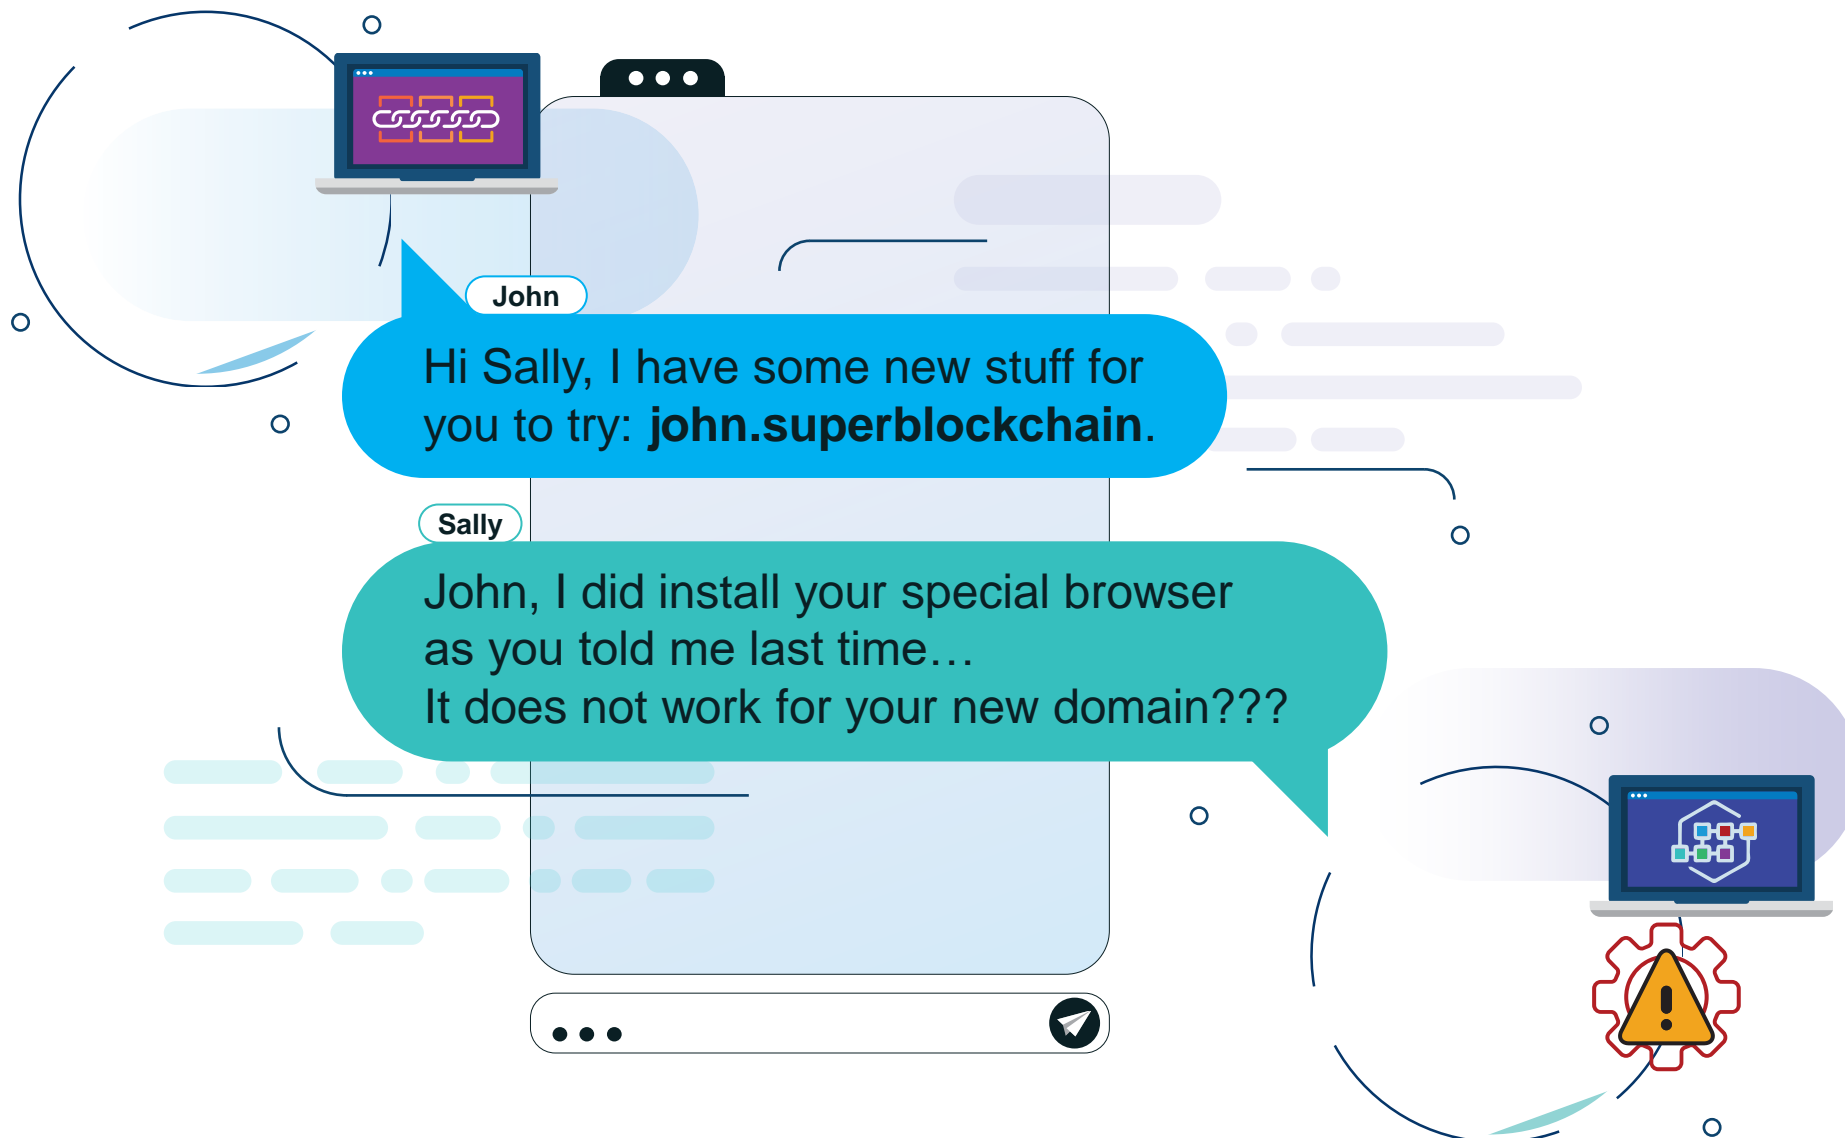 John
Hi Sally, I have some new stuff for
you to try: john.superblockchain.
Sally
John, I did install your special browser
as you told me last time…
It does not work for your new domain???